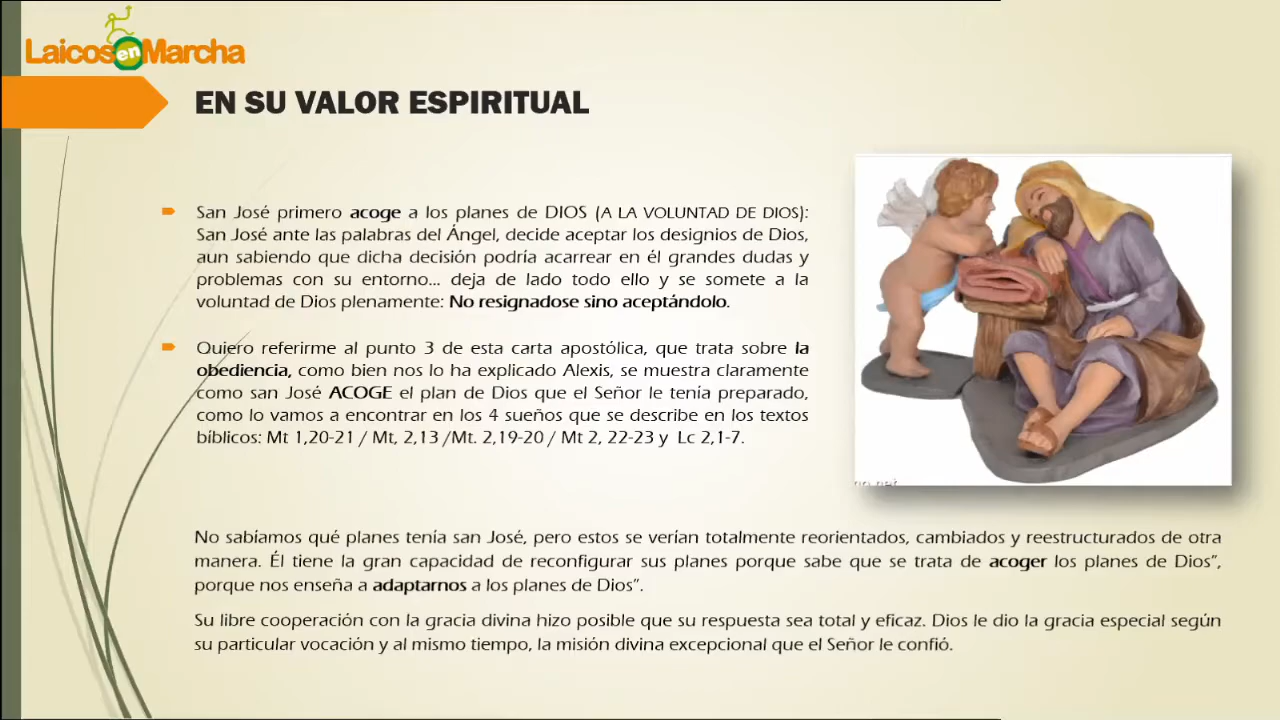 Laicos en Marcha
EN SU VALOR ESPIRITUAL
San José primero acoge a los planes de DIOS (A LA VOLUNTAD DE DIOS):
San José ante las palabras del Ángel, decide aceptar los designios de Dios,
aun sabiendo que dicha decisión podría acarrear en él grandes dudas y
problemas con su entorno... deja de lado todo ello y se somete a la
voluntad de Dios plenamente: No resignadose sino aceptándolo.
Quiero referirme al punto 3 de esta carta apostólica, que trata sobre la
obediencia, como bien nos lo ha explicado Alexis, se muestra claramente
como san José ACOGE el plan de Dios que el Señor le tenía preparado,
como lo vamos a encontrar en los 4 sueños que se describe en los textos
bíblicos: Mt 1,20-21 / Mt, 2,13 /Mt. 2,19-20 / Mt 2, 22-23 y Lc 2,1-7.
No sabíamos qué planes tenía san José, pero estos se verían totalmente reorientados, cambiados y reestructurados de otra
manera. Él tiene la gran capacidad de reconfigurar sus planes porque sabe que se trata de acoger los planes de Dios”,
porque nos enseña a adaptarnos a los planes de Dios”.
Su libre cooperación con la gracia divina hizo posible que su respuesta sea total y eficaz. Dios le dio la gracia especial según
su particular vocación y al mismo tiempo, la misión divina excepcional que el Señor le confió.